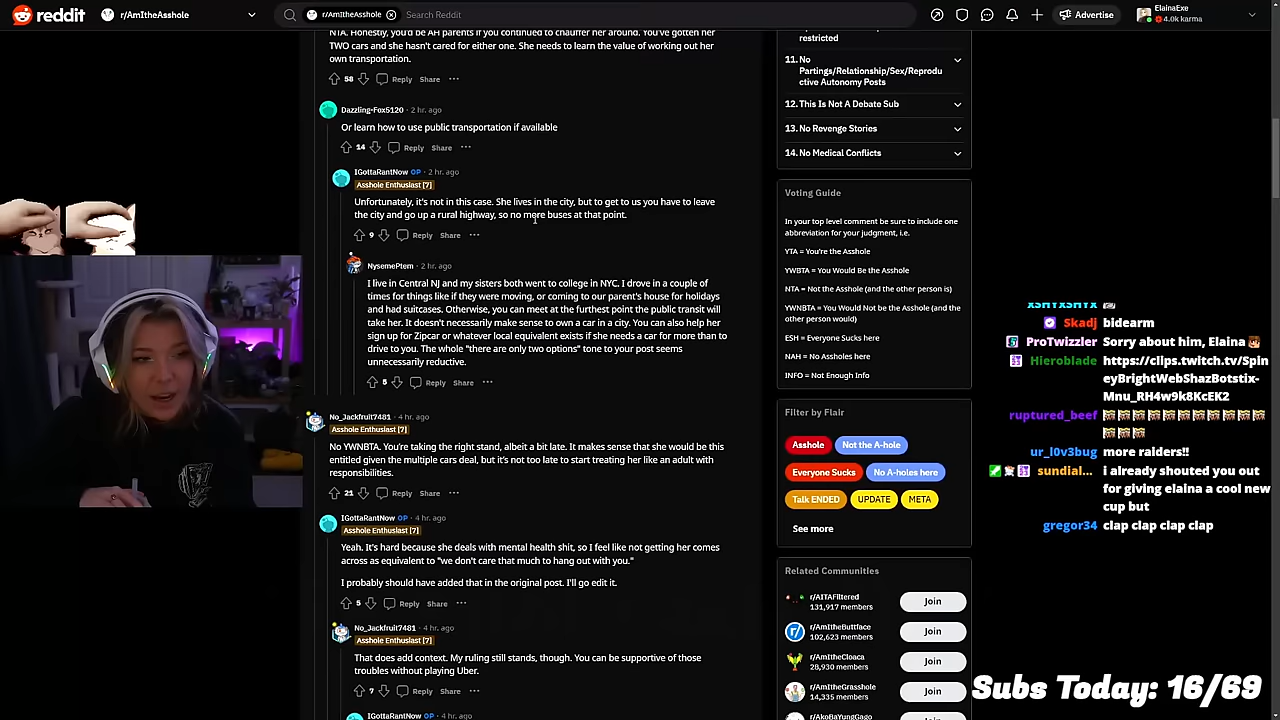 reddit
r/AmItheAsshole
r/AmItheAsshole
Search Reddit
Advertise
ElainaExe
4.0k karma
NTA. Honestly, you'd be AH parents if you continued to chauffer her around. You've gotten her
TWO cars and she hasn't cared for either one. She needs to learn the value of working out her
own transportation.
58 Reply Share
Dazzling-Fox5120 · 2 hr. ago
Or learn how to use public transportation if available
14 Reply Share
IGottaRantNow OP · 2 hr. ago
Asshole Enthusiast [7]
Unfortunately, it's not in this case. She lives in the city, but to get to us you have to leave
the city and go up a rural highway, so no more buses at that point.
9 Reply Share
NysemePtem · 2 hr. ago
I live in Central NJ and my sisters both went to college in NYC. I drove in a couple of
times for things like if they were moving, or coming to our parent's house for holidays
and had suitcases. Otherwise, you can meet at the furthest point the public transit will
take her. It doesn't necessarily make sense to own a car in a city. You can also help her
sign up for Zipcar or whatever local equivalent exists if she needs a car for more than to
drive to you. The whole "there are only two options" tone to your post seems
unnecessarily reductive.
5 Reply Share
No_Jackfruit7481 · 4 hr. ago
Asshole Enthusiast [7]
No YWNBTA. You're taking the right stand, albeit a bit late. It makes sense that she would be this
entitled given the multiple cars deal, but it's not too late to start treating her like an adult with
responsibilities.
21 Reply Share
IGottaRantNow OP · 4 hr. ago
Asshole Enthusiast [7]
Yeah. It's hard because she deals with mental health shit, so I feel like not getting her comes
across as equivalent to "we don't care that much to hang out with you."
I probably should have added that in the original post. I'll go edit it.
5 Reply Share
No_Jackfruit7481 · 4 hr. ago
Asshole Enthusiast [7]
That does add context. My ruling still stands, though. You can be supportive of those
troubles without playing Uber.
7 Reply Share
IGottaRantNow OP · 4 hr. ago
restricted
11. No
Partings/Relationship/Sex/Reprodu
ctive Autonomy Posts
12. This Is Not A Debate Sub
13. No Revenge Stories
14. No Medical Conflicts
Voting Guide
In your top level comment be sure to include one
abbreviation for your judgment, i.e.
YTA = You're the Asshole
YWBTA = You Would Be the Asshole
NTA = Not the Asshole (and the other person is)
YWNBTA = You Would Not be the Asshole (and the
other person would)
ESH = Everyone Sucks here
NAH = No Assholes here
INFO = Not Enough Info
Filter by Flair
Asshole Not the A-hole
Everyone Sucks No A-holes here
Talk ENDED UPDATE META
See more
Related Communities
r/AITAFiltered
131,917 members
Join
r/AmItheButtface
102,623 members
Join
r/AmItheCloaca
28,930 members
Join
r/AmItheGrasshole
14,335 members
Join
r/AkoBaYungGago
Join
xSHYxSHYx
Skadj bidearm
ProTwizzler Sorry about him, Elaina
Hieroblade https://clips.twitch.tv/Spin
eyBrightWebShazBotstix-
Mnu_RH4w9k8KcEK2
ruptured_beef
ur_l0v3bug more raiders!!
sundial... i already shouted you out
for giving elaina a cool new
cup but
gregor34 clap clap clap clap
Subs Today: 16/69